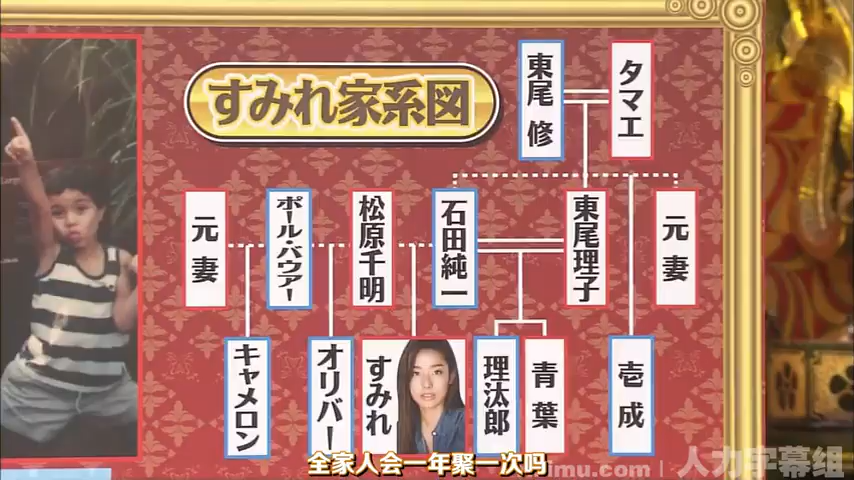 すみれ家系図
東尾 修
タマエ
元妻
ポール・バウアー
松原千明
石田純一
東尾理子
元妻
キャメロン
オリバー
すみれ
理汰郎
青葉
壱成
全家人会一年聚一次吗
imu.com | 人力字幕组